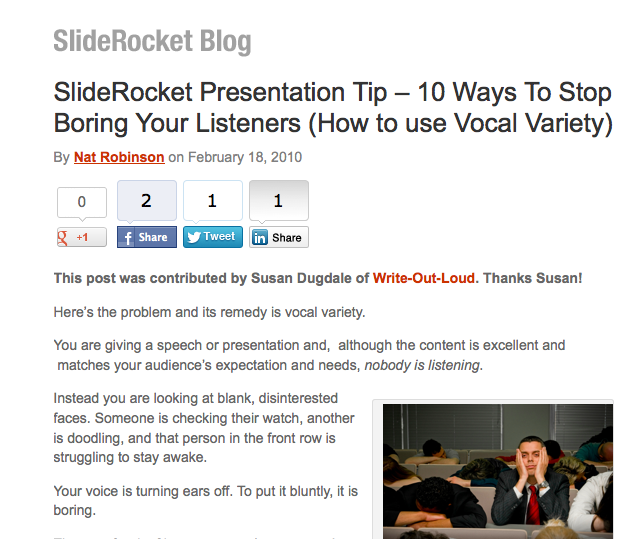 SlideRocket Blog
SlideRocket Presentation Tip – 10 Ways To Stop
Boring Your Listeners (How to use Vocal Variety)
By Nat Robinson on February 18, 2010
0 2 1 1
g +1 f Share Tweet in Share
This post was contributed by Susan Dugdale of Write-Out-Loud. Thanks Susan!
Here's the problem and its remedy is vocal variety.
You are giving a speech or presentation and,  although the content is excellent and
matches your audience's expectation and needs, nobody is listening.
Instead you are looking at blank, disinterested
faces. Someone is checking their watch, another
is doodling, and that person in the front row is
struggling to stay awake.
Your voice is turning ears off. To put it bluntly, it is
boring.